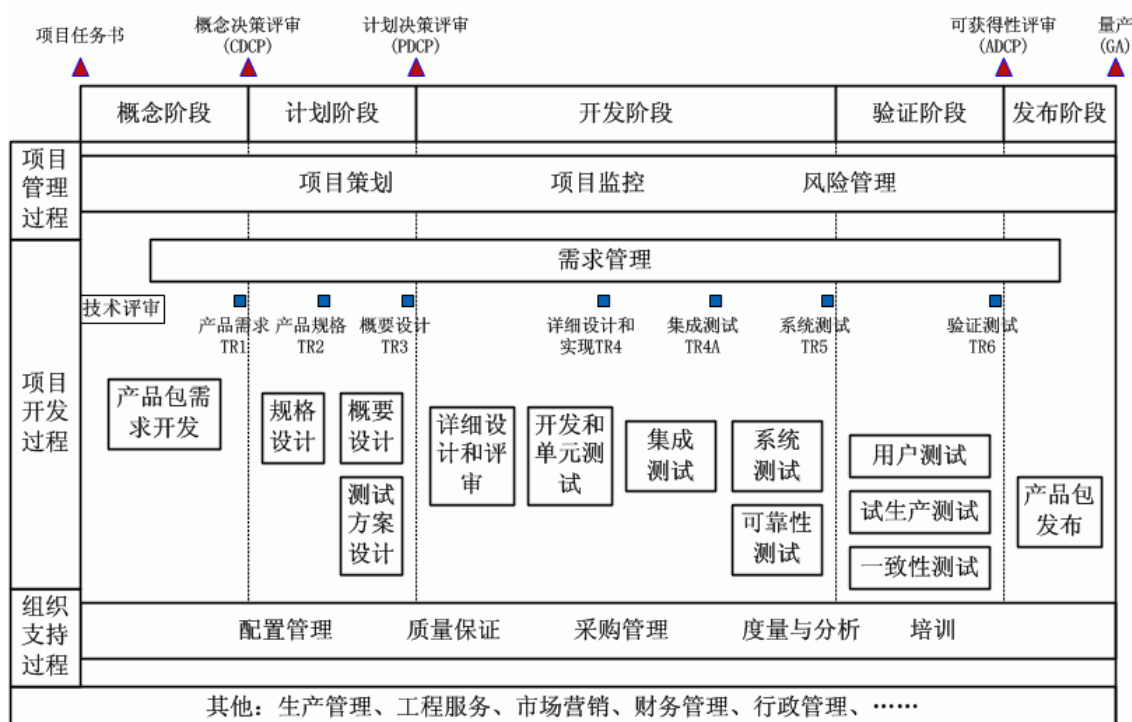 项目任务书
概念决策评审
(CDCP)
计划决策评审
(PDCP)
可获得性评审
(ADCP)
量产
(GA)
概念阶段
计划阶段
开发阶段
验证阶段
发布阶段
项目
管理
过程
项目策划
项目监控
风险管理
需求管理
技术评审
产品需求
TR1
产品规格
TR2
概要设计
TR3
详细设计和
实现TR4
集成测试
TR4A
系统测试
TR5
验证测试
TR6
项目
开发
过程
产品包需
求开发
规格
设计
概要
设计
测试
方案
设计
详细设
计和评
审
开发和
单元测
试
集成
测试
系统
测试
可靠性
测试
用户测试
试生产测试
一致性测试
产品包
发布
组织
支持
过程
配置管理
质量保证
采购管理
度量与分析
培训
其他：生产管理、工程服务、市场营销、财务管理、行政管理、……